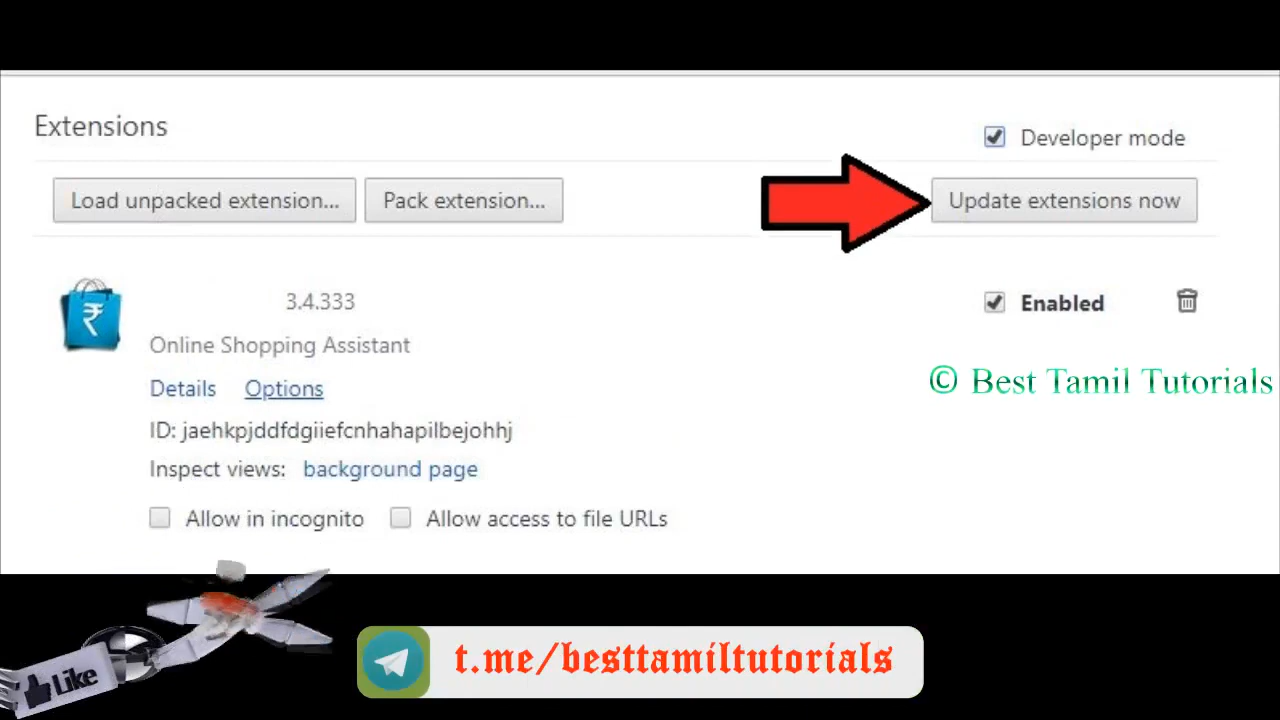 Extensions
Developer mode
Load unpacked extension...
Pack extension...
Update extensions now
3.4.333
Enabled
Online Shopping Assistant
© Best Tamil Tutorials
Details Options
ID: jaehkpjddfdgiiefcnhahapilbejohhj
Inspect views: background page
Allow in incognito
Allow access to file URLs
Like
t.me/besttamiltutorials